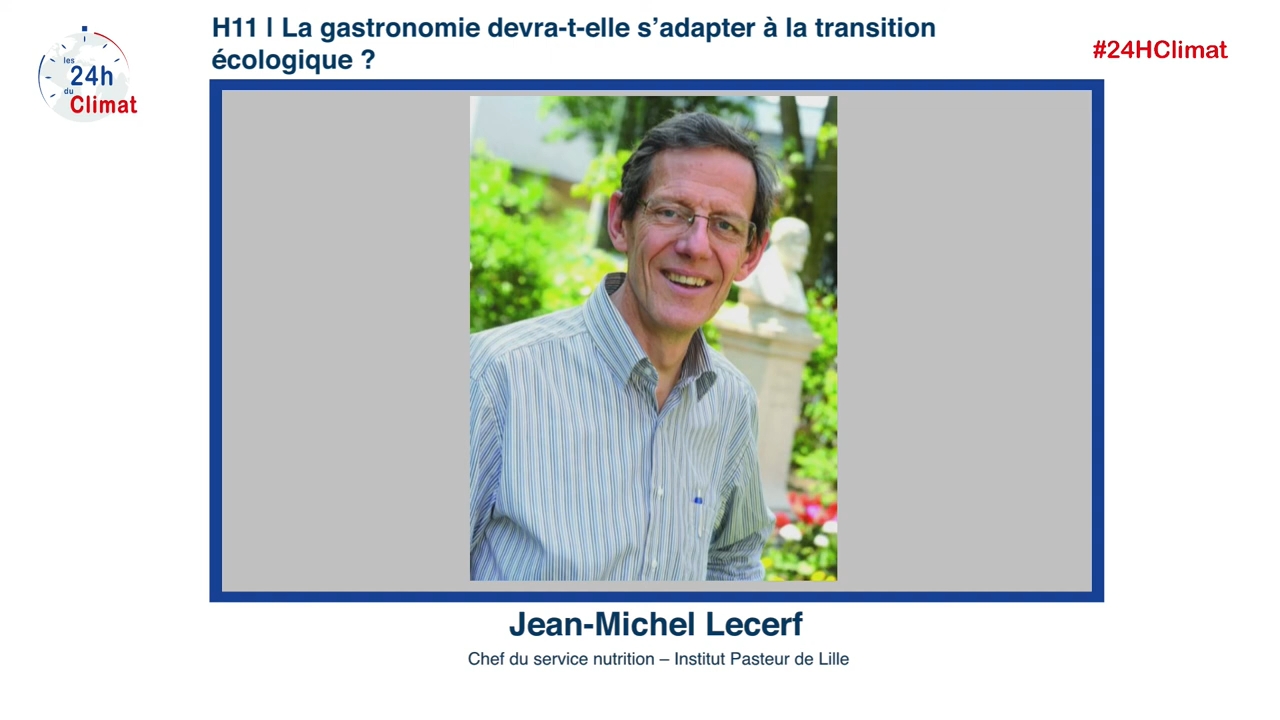 les
24h
du
Climat
H11 | La gastronomie devra-t-elle s’adapter à la transition
écologique ?
#24HClimat
Jean-Michel Lecerf
Chef du service nutrition – Institut Pasteur de Lille